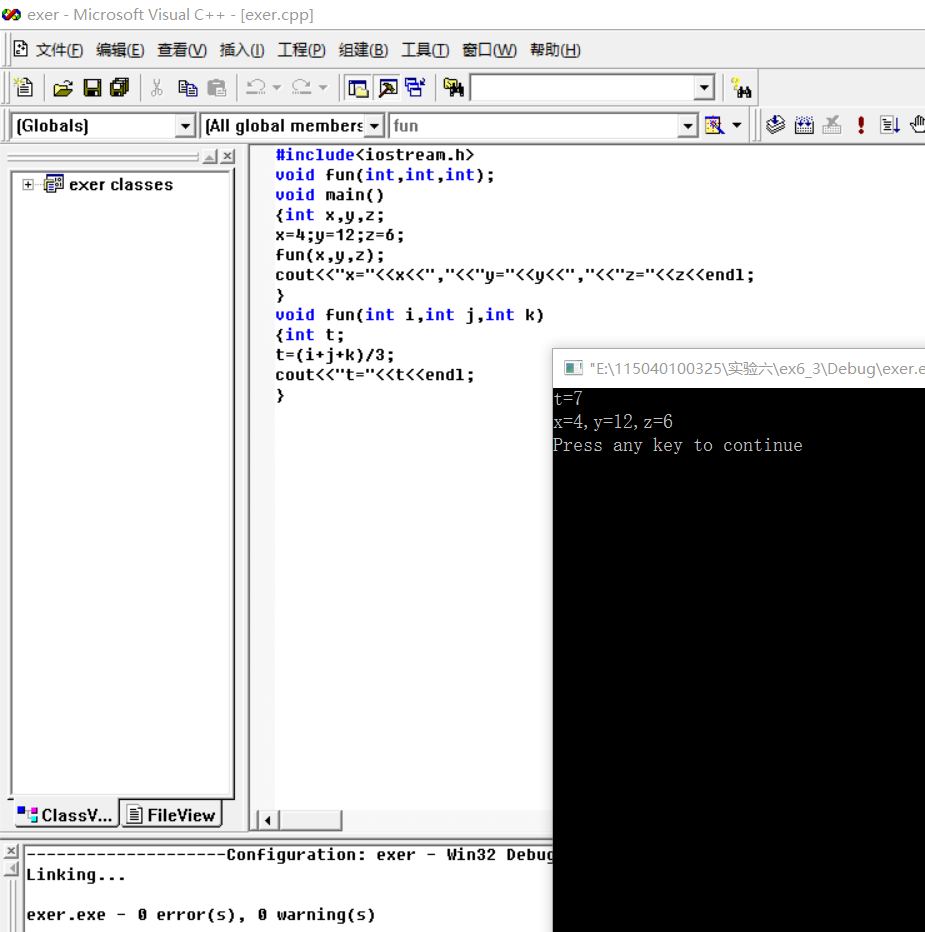 exer - Microsoft Visual C++ - [exer.cpp]
文件(F) 编辑(E) 查看(V) 插入(I) 工程(P) 组建(B) 工具(T) 窗口(W) 帮助(H)
(Globals) (All global members fun
exer classes
#include<iostream.h>
void fun(int,int,int);
void main()
{int x,y,z;
x=4;y=12;z=6;
fun(x,y,z);
cout<<"x="<<x<<","<<"y="<<y<<","<<"z="<<z<<endl;
}
void fun(int i,int j,int k)
{int t;
t=(i+j+k)/3;
cout<<"t="<<t<<endl;
}
"E:\115040100325\实验六\ex6_3\Debug\exer.e
t=7
x=4,y=12,z=6
Press any key to continue
ClassV... FileView
--------------------Configuration: exer - Win32 Debug
Linking...
exer.exe - 0 error(s), 0 warning(s)